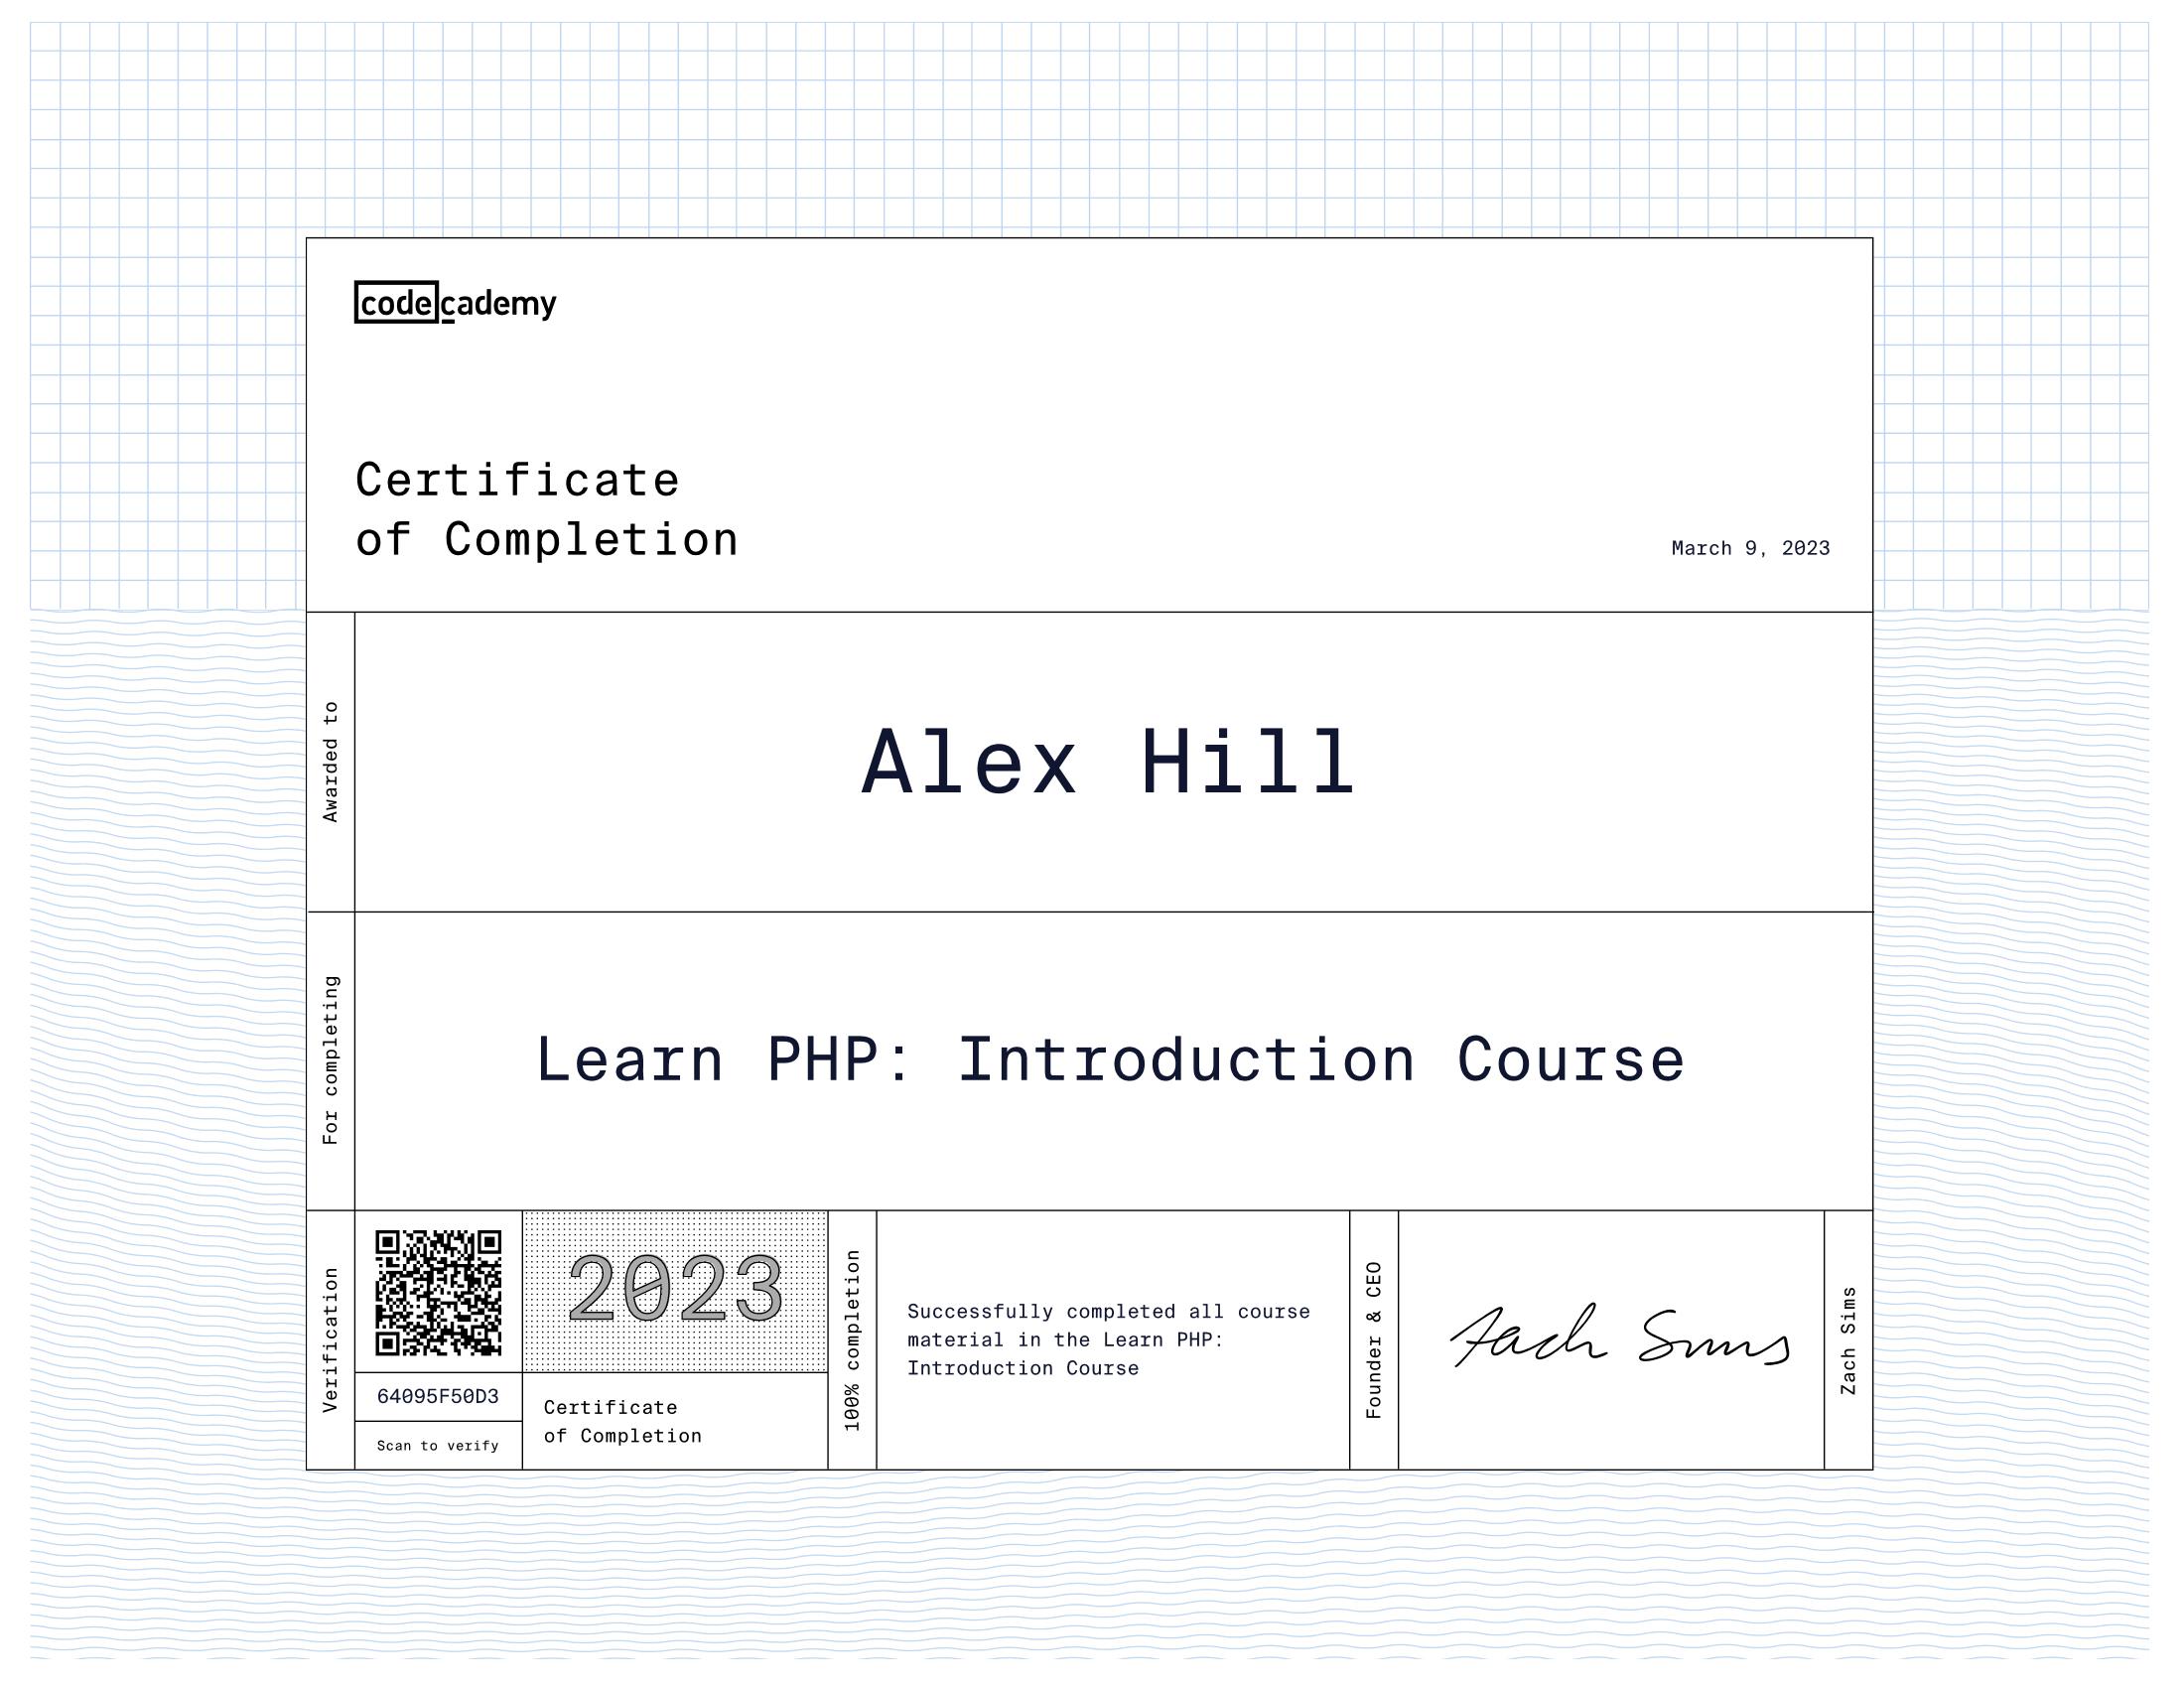 codecademy
Certificate
of Completion
March 9, 2023
Awarded to
Alex Hill
For completing
Learn PHP: Introduction Course
Verification
64095F50D3
Scan to verify
2023
Certificate
of Completion
100% completion
Successfully completed all course
material in the Learn PHP:
Introduction Course
Founder & CEO
Zach Sims
Zach Sims